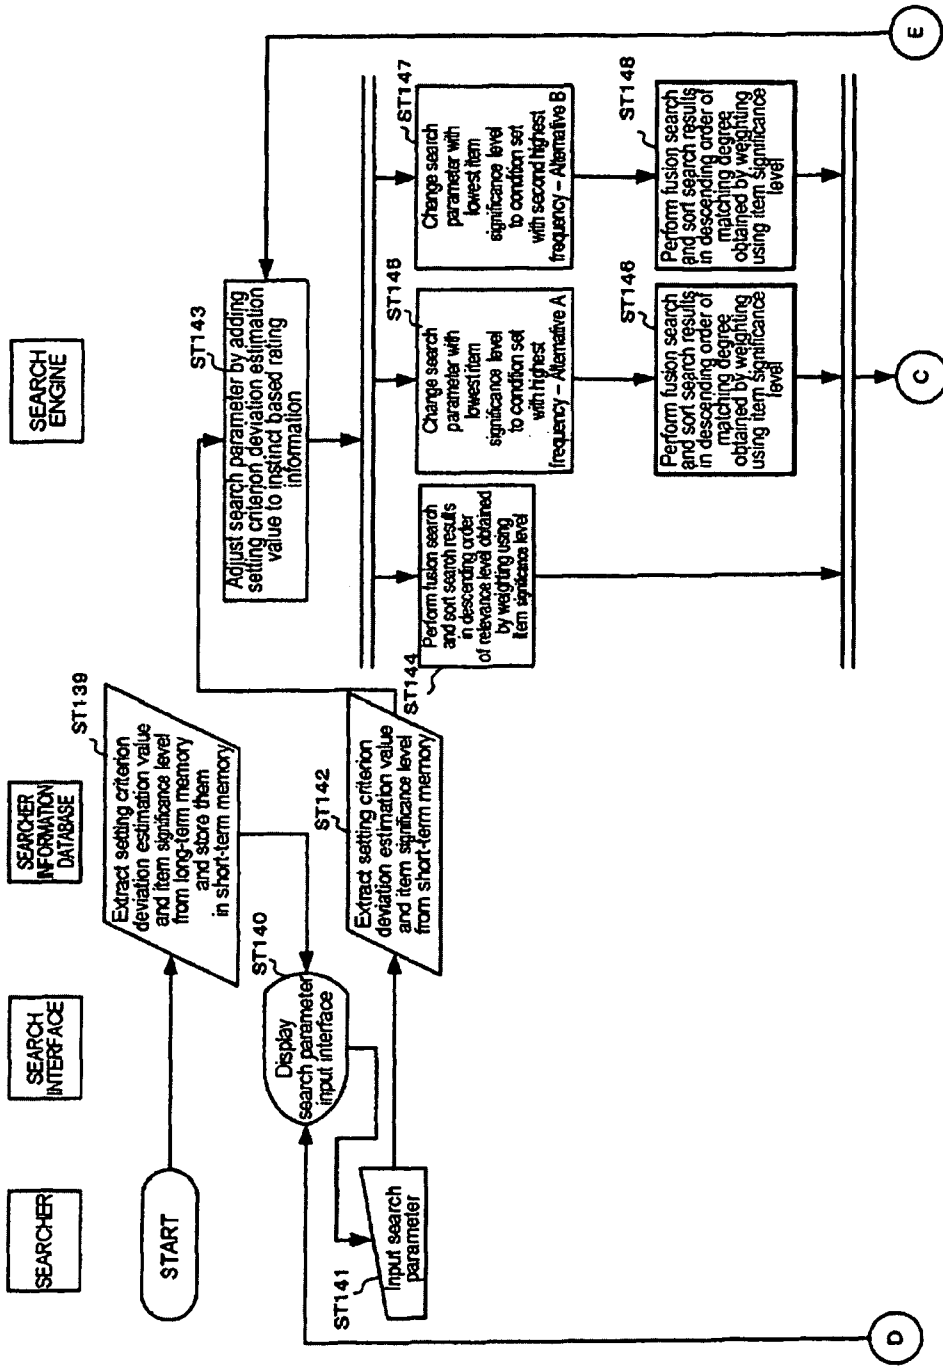 SEARCHER
SEARCH
INTERFACE
SEARCHER
INFORMATION
DATABASE
SEARCH
ENGINE
START
ST139
Extract setting criterion
deviation estimation value
and item significance level
from long-term memory
and store them
in short-term memory
ST140
Display
search parameter
input interface
ST141
Input search
parameter
ST142
Extract setting criterion
deviation estimation value
and item significance level
from short-term memory
ST143
Adjust search parameter by adding
setting criterion deviation estimation
value to instinct based rating
information
ST144
Perform fusion search
and sort search results
in descending order
of relevance level obtained
by weighting using
item significance level
ST145
Change search
parameter with
lowest item
significance level
to condition set
with highest
frequency – Alternative A
ST147
Change search
parameter with
lowest item
significance level
to condition set
with second highest
frequency – Alternative B
ST146
Perform fusion search
and sort search results
in descending order of
matching degree
obtained by weighting
using item significance
level
ST148
Perform fusion search
and sort search results
in descending order of
matching degree
obtained by weighting
using item significance
level
D
C
E